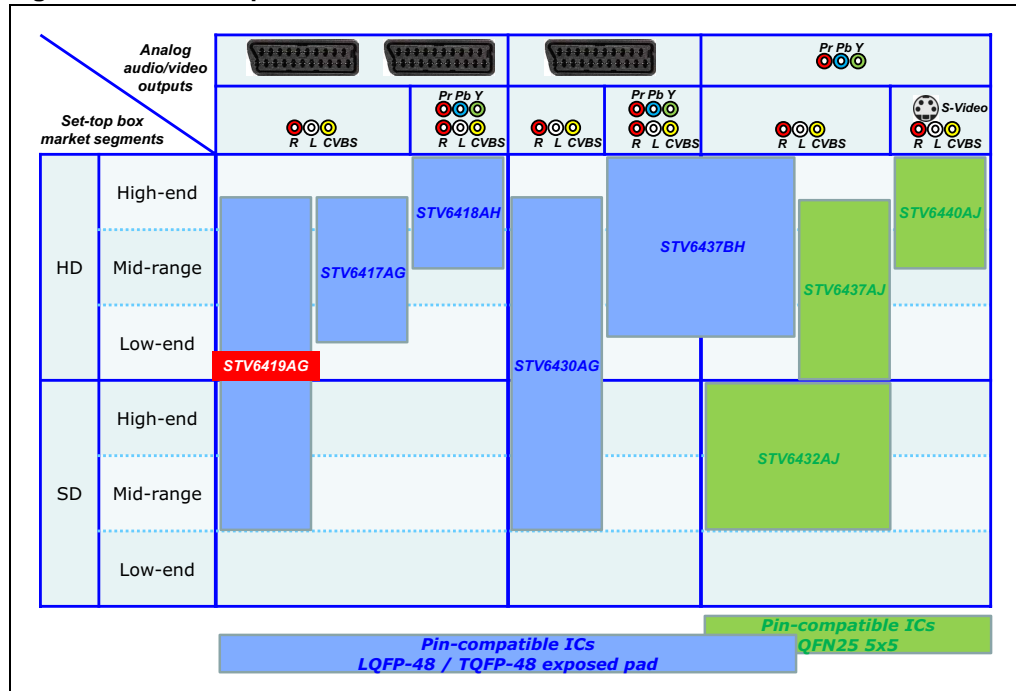 Analog
audio/video
outputs
Set-top box
market segments
Pr Pb Y
R L CVBS
Pr Pb Y
R L CVBS
R L CVBS
Pr Pb Y
R L CVBS
R L CVBS
S-Video
R L CVBS
HD
High-end
Mid-range
Low-end
SD
High-end
Mid-range
Low-end
STV6418AH
STV6440AJ
STV6437BH
STV6417AG
STV6437AJ
STV6419AG
STV6430AG
STV6432AJ
Pin-compatible ICs
QFN25 5x5
Pin-compatible ICs
LQFP-48 / TQFP-48 exposed pad